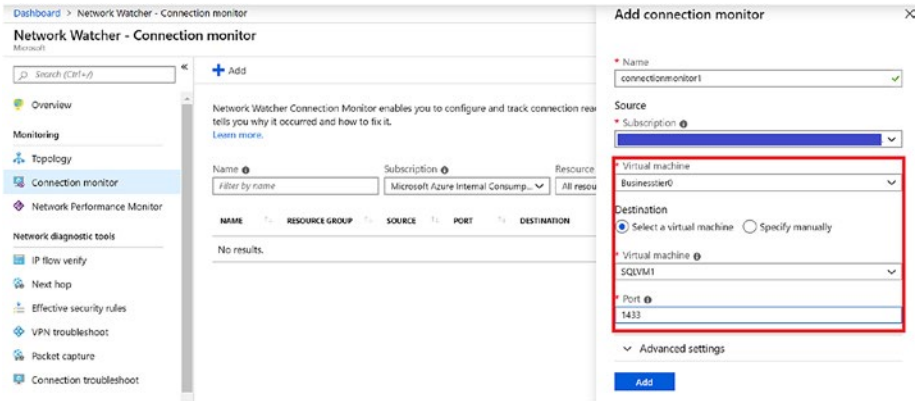 Dashboard > Network Watcher - Connection monitor
Network Watcher - Connection monitor
Microsoft
Search (Ctrl+/)
Overview
Monitoring
Topology
Connection monitor
Network Performance Monitor
Network diagnostic tools
IP flow verify
Next hop
Effective security rules
VPN troubleshoot
Packet capture
Connection troubleshoot
Add
Network Watcher Connection Monitor enables you to configure and track connection rea
tells you why it occurred and how to fix it.
Learn more.
Name Subscription Resource
Filter by name Microsoft Azure Internal Consump... All resou
NAME RESOURCE GROUP SOURCE PORT DESTINATION
No results.
Add connection monitor
* Name
connectionmonitor1
Source
* Subscription
* Virtual machine
Businesstier0
Destination
Select a virtual machine Specify manually
* Virtual machine
SQLVM1
* Port
1433
Advanced settings
Add